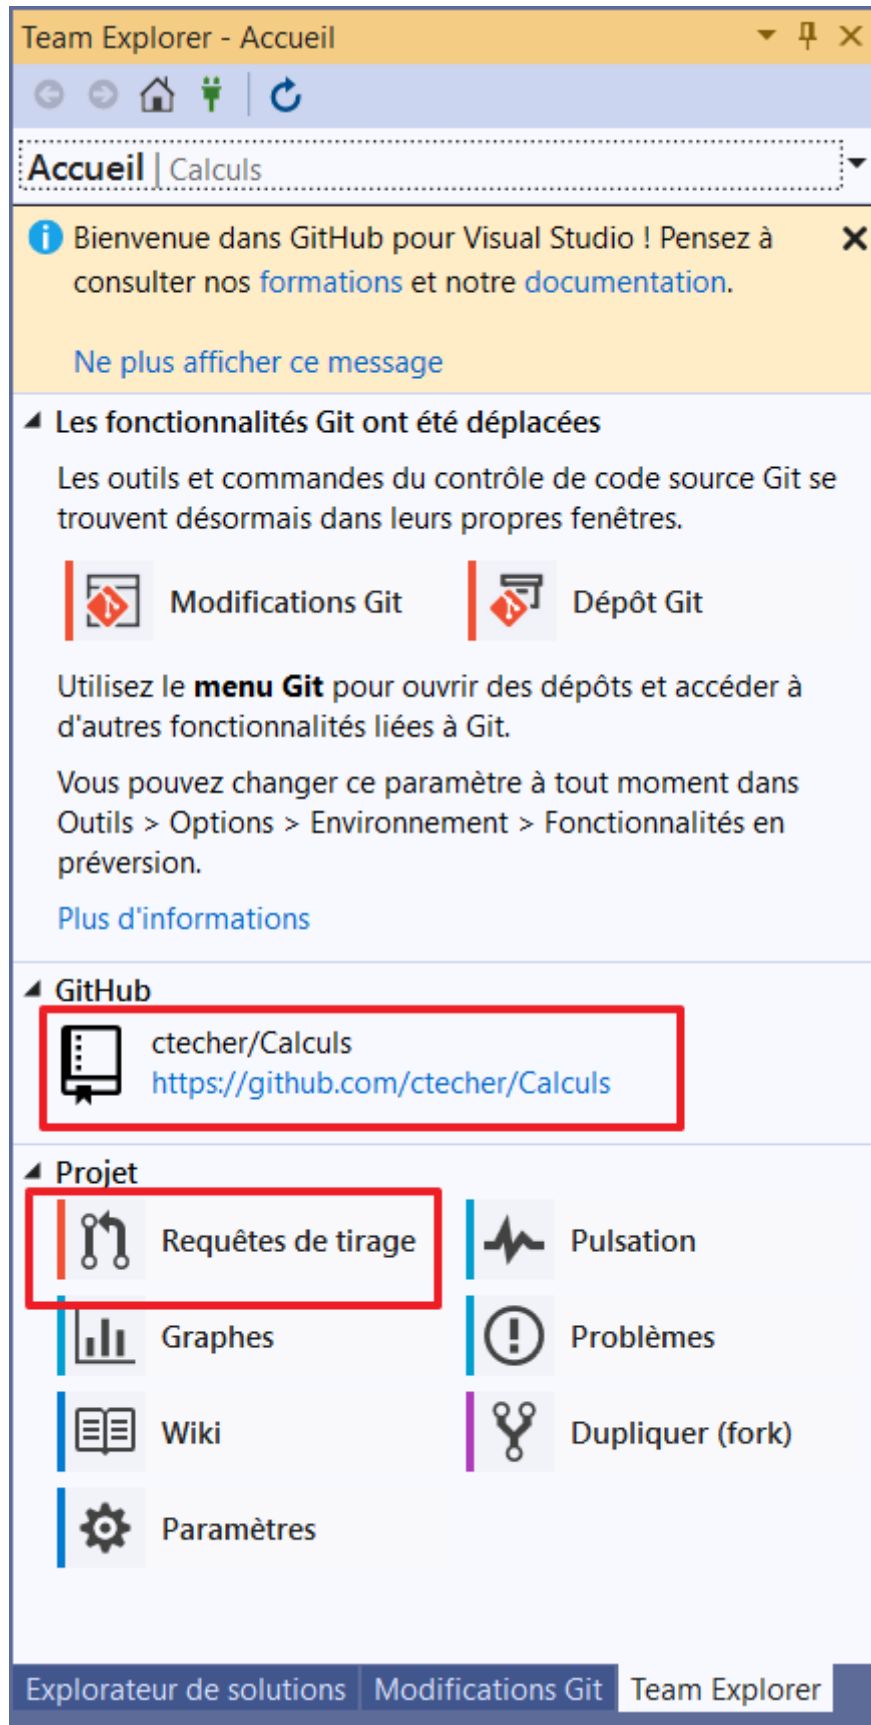 Team Explorer - Accueil
Accueil | Calculs
Bienvenue dans GitHub pour Visual Studio ! Pensez à
consulter nos formations et notre documentation.
Ne plus afficher ce message
Les fonctionnalités Git ont été déplacées
Les outils et commandes du contrôle de code source Git se
trouvent désormais dans leurs propres fenêtres.
Modifications Git
Dépôt Git
Utilisez le menu Git pour ouvrir des dépôts et accéder à
d'autres fonctionnalités liées à Git.
Vous pouvez changer ce paramètre à tout moment dans
Outils > Options > Environnement > Fonctionnalités en
préversion.
Plus d'informations
GitHub
ctecher/Calculs
https://github.com/ctecher/Calculs
Projet
Requêtes de tirage
Pulsation
Graphes
Problèmes
Wiki
Dupliquer (fork)
Paramètres
Explorateur de solutions
Modifications Git
Team Explorer